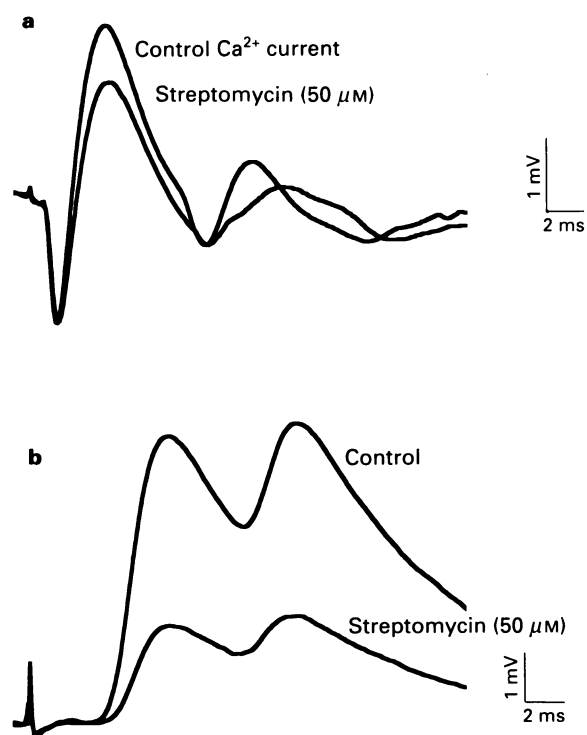 a
Control Ca²⁺ current
Streptomycin (50 μM)
1 mV
2 ms
b
Control
Streptomycin (50 μM)
1 mV
2 ms